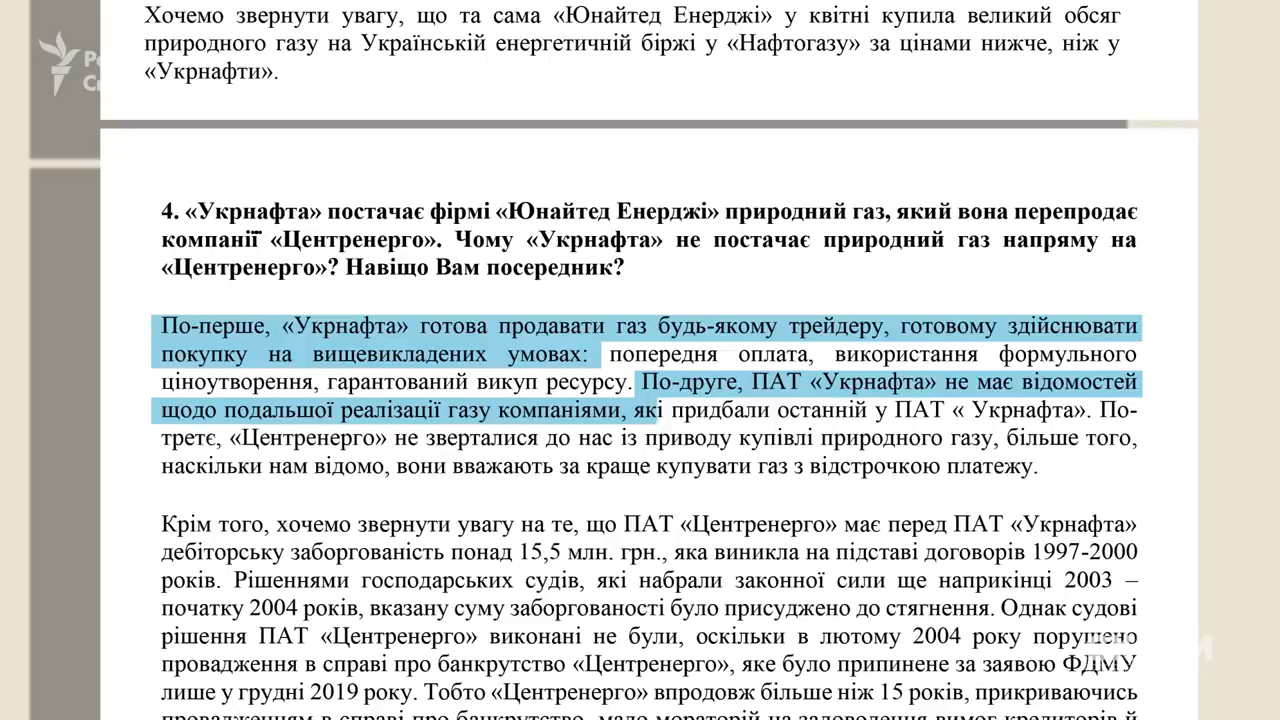 Хочемо звернути увагу, що та сама «Юнайтед Енерджі» у квітні купила великий обсяг
природного газу на Українській енергетичній біржі у «Нафтогазу» за цінами нижче, ніж у
«Укрнафти».
4. «Укрнафта» постачає фірмі «Юнайтед Енерджі» природний газ, який вона перепродає
компанії «Центренерго». Чому «Укрнафта» не постачає природний газ напряму на
«Центренерго»? Навіщо Вам посередник?
По-перше, «Укрнафта» готова продавати газ будь-якому трейдеру, готовому здійснювати
покупку на вищевикладених умовах: попередня оплата, використання формульного
ціноутворення, гарантований викуп ресурсу. По-друге, ПАТ «Укрнафта» не має відомостей
щодо подальшої реалізації газу компаніями, які придбали останній у ПАТ « Укрнафта». По-
третє, «Центренерго» не зверталися до нас із приводу купівлі природного газу, більше того,
наскільки нам відомо, вони вважають за краще купувати газ з відстрочкою платежу.
Крім того, хочемо звернути увагу на те, що ПАТ «Центренерго» має перед ПАТ «Укрнафта»
дебіторську заборгованість понад 15,5 млн. грн., яка виникла на підставі договорів 1997-2000
років. Рішеннями господарських судів, які набрали законної сили ще наприкінці 2003 –
початку 2004 років, вказану суму заборгованості було присуджено до стягнення. Однак судові
рішення ПАТ «Центренерго» виконані не були, оскільки в лютому 2004 року порушено
провадження в справі про банкрутство «Центренерго», яке було припинене за заявою ФДМУ
лише у грудні 2019 року. Тобто «Центренерго» впродовж більше ніж 15 років, прикриваючись
провадженням в справі про банкрутство, мало мораторій на задоволення вимог кредиторів й